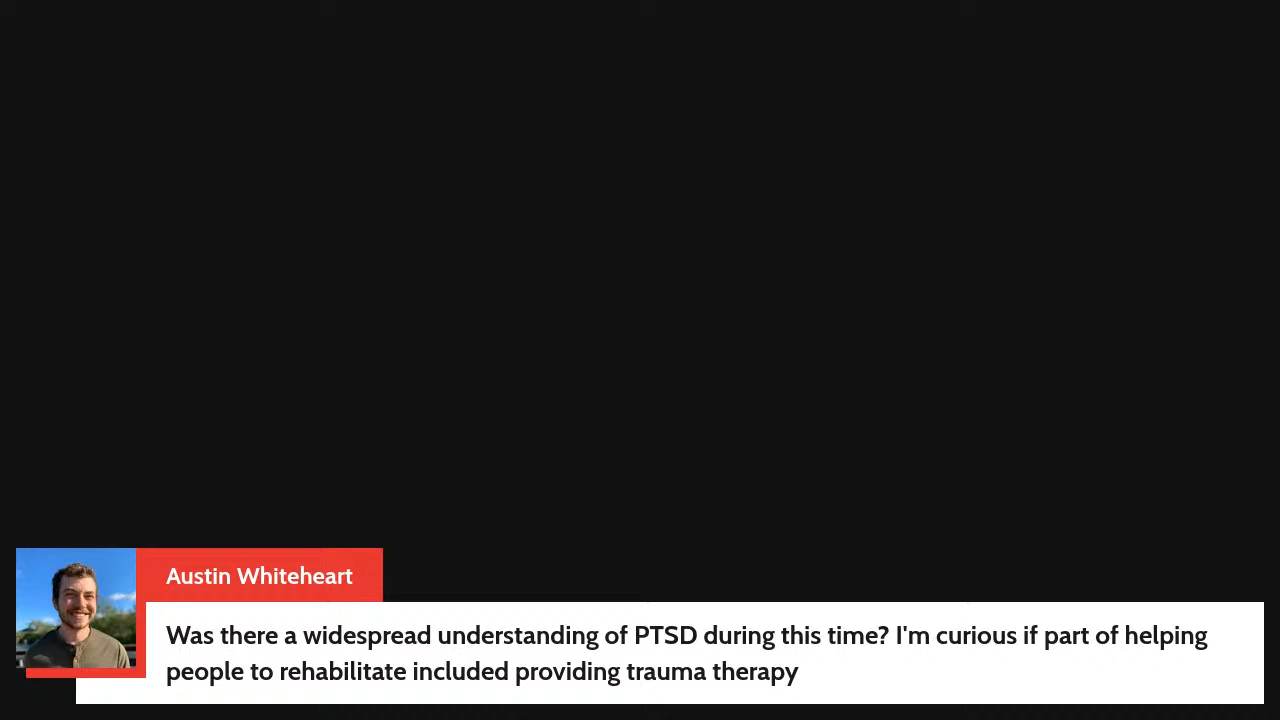 Austin Whiteheart
Was there a widespread understanding of PTSD during this time? I'm curious if part of helping
people to rehabilitate included providing trauma therapy